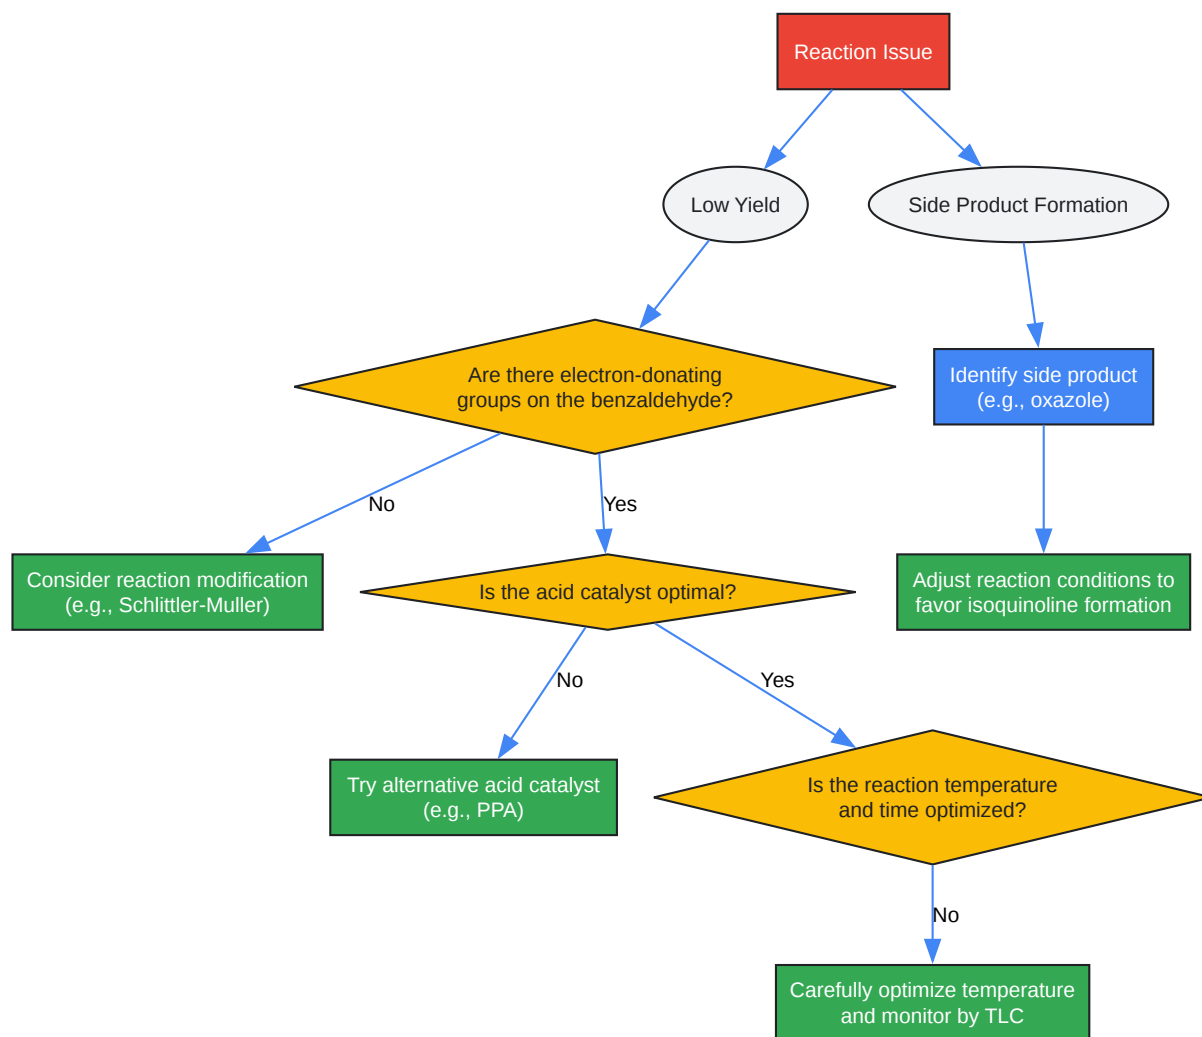 Reaction Issue
Low Yield
Side Product Formation
Are there electron-donating
groups on the benzaldehyde?
Identify side product
(e.g., oxazole)
No
Yes
Consider reaction modification
(e.g., Schlittler-Muller)
Is the acid catalyst optimal?
Adjust reaction conditions to
favor isoquinoline formation
No
Yes
Try alternative acid catalyst
(e.g., PPA)
Is the reaction temperature
and time optimized?
No
Carefully optimize temperature
and monitor by TLC